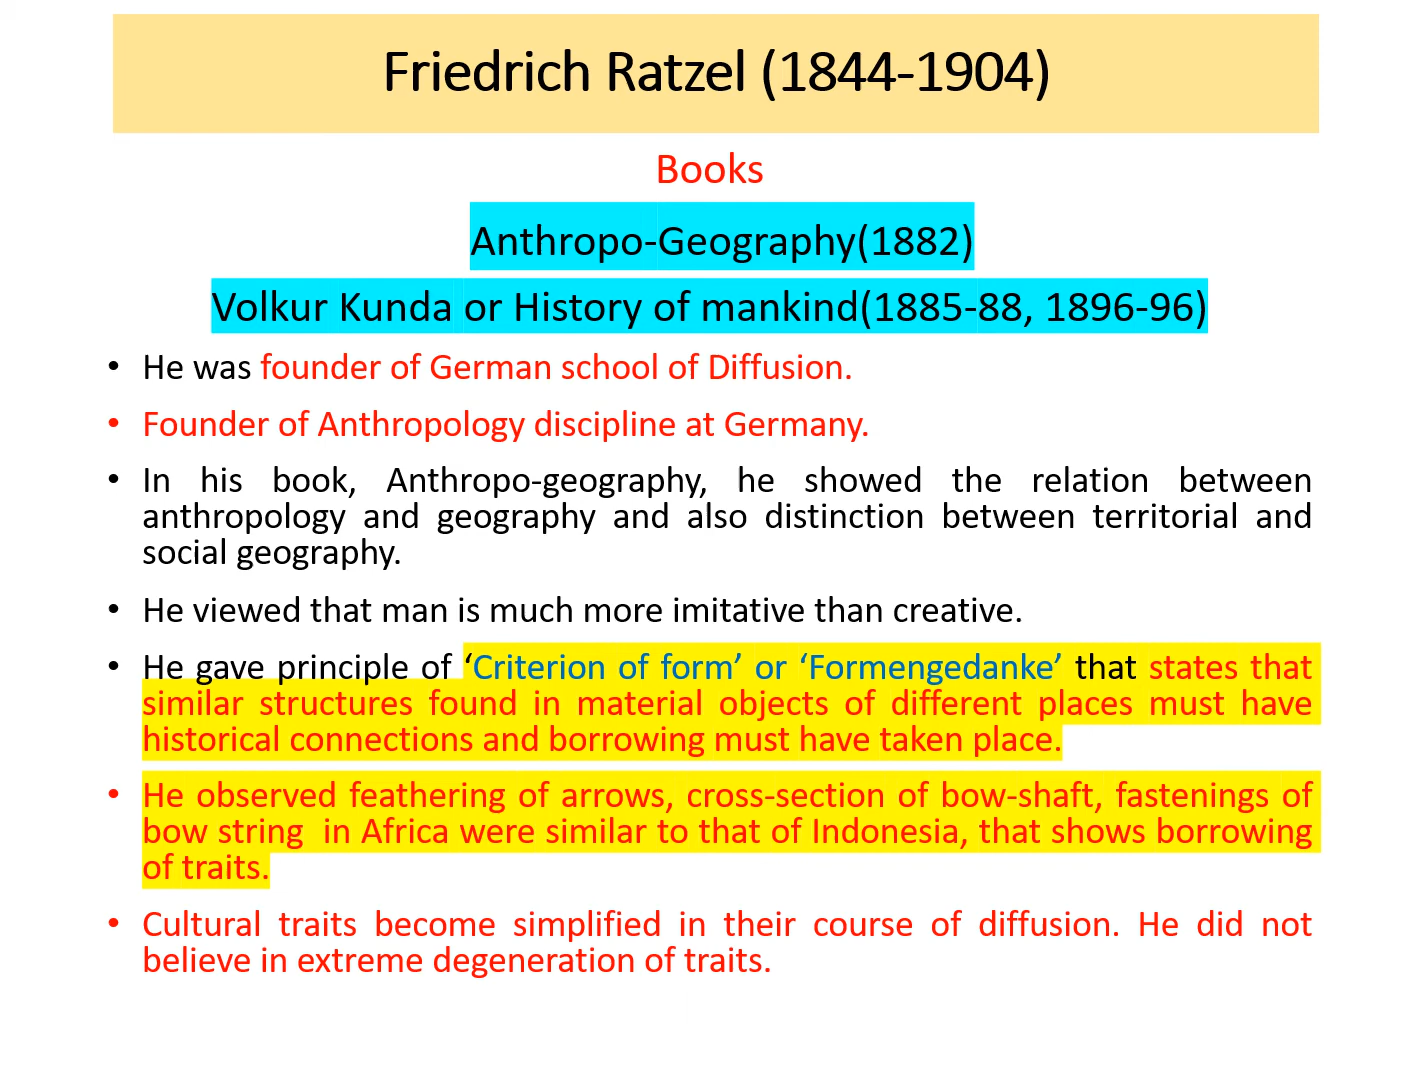 Friedrich Ratzel (1844-1904)
Books
Anthropo-Geography(1882)
Volkur Kunda or History of mankind(1885-88, 1896-96)
• He was founder of German school of Diffusion.
• Founder of Anthropology discipline at Germany.
• In his book, Anthropo-geography, he showed the relation between
anthropology and geography and also distinction between territorial and
social geography.
• He viewed that man is much more imitative than creative.
• He gave principle of ‘Criterion of form’ or ‘Formengedanke’ that states that
similar structures found in material objects of different places must have
historical connections and borrowing must have taken place.
• He observed feathering of arrows, cross-section of bow-shaft, fastenings of
bow string in Africa were similar to that of Indonesia, that shows borrowing
of traits.
• Cultural traits become simplified in their course of diffusion. He did not
believe in extreme degeneration of traits.